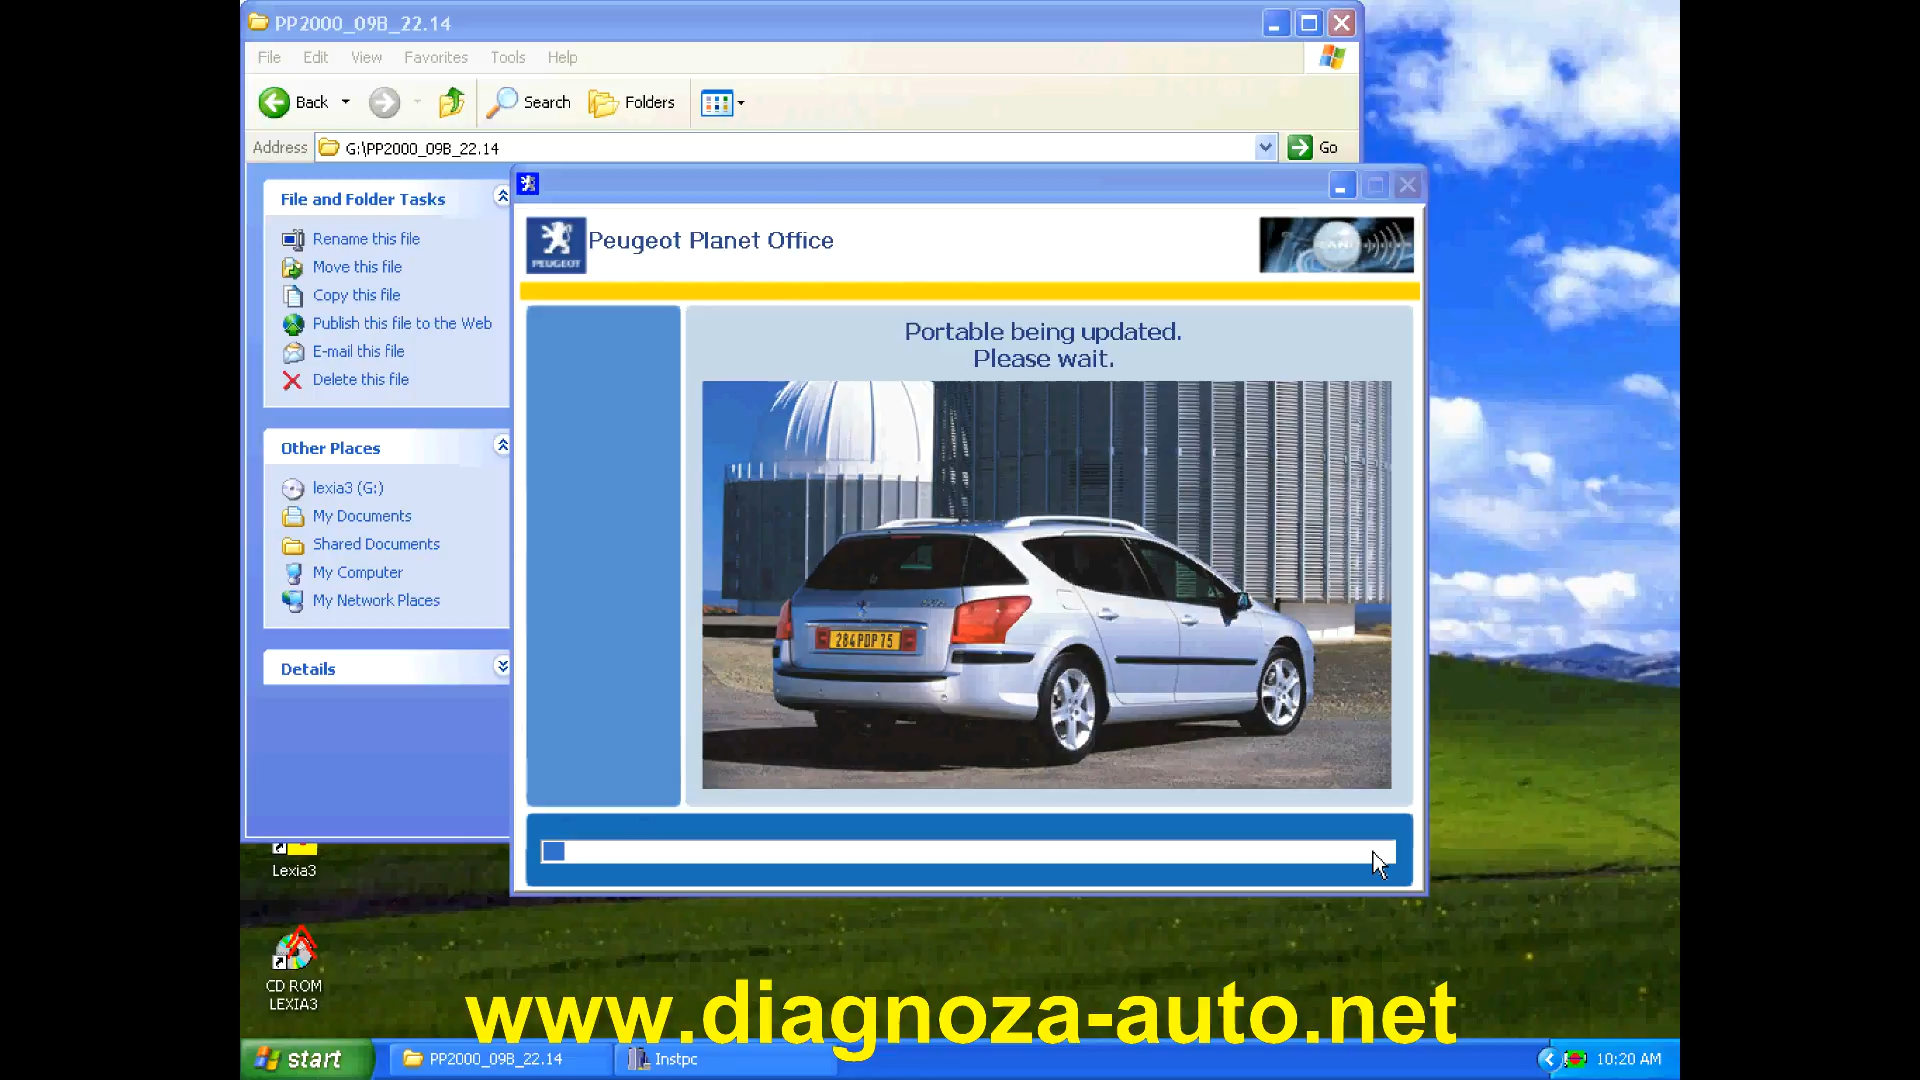 PP2000_09B_22.14
File Edit View Favorites Tools Help
Back Search Folders
Address G:\PP2000_09B_22.14 Go
File and Folder Tasks
Rename this file
Move this file
Copy this file
Publish this file to the Web
E-mail this file
Delete this file
Other Places
lexia3 (G:)
My Documents
Shared Documents
My Computer
My Network Places
Details
PEUGEOT
Peugeot Planet Office
Portable being updated.
Please wait.
284PDP75
Lexia3
CD ROM
LEXIA3
www.diagnoza-auto.net
start PP2000_09B_22.14 Instpc 10:20 AM